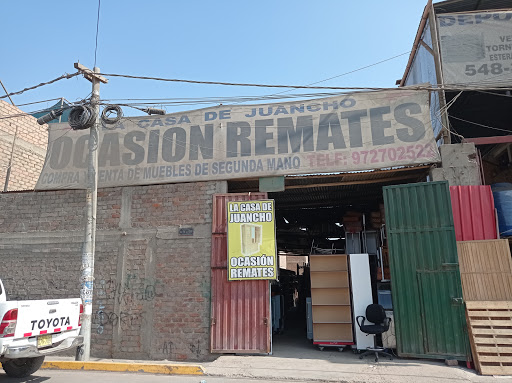 LA CASA DE JUANCHO
OCASION REMATES
COMPRA VENTA DE MUEBLES DE SEGUNDA MANO TELF: 972702523
LA CASA DE
JUANCHO
OCASIÓN
REMATES
TOYOTA
548-